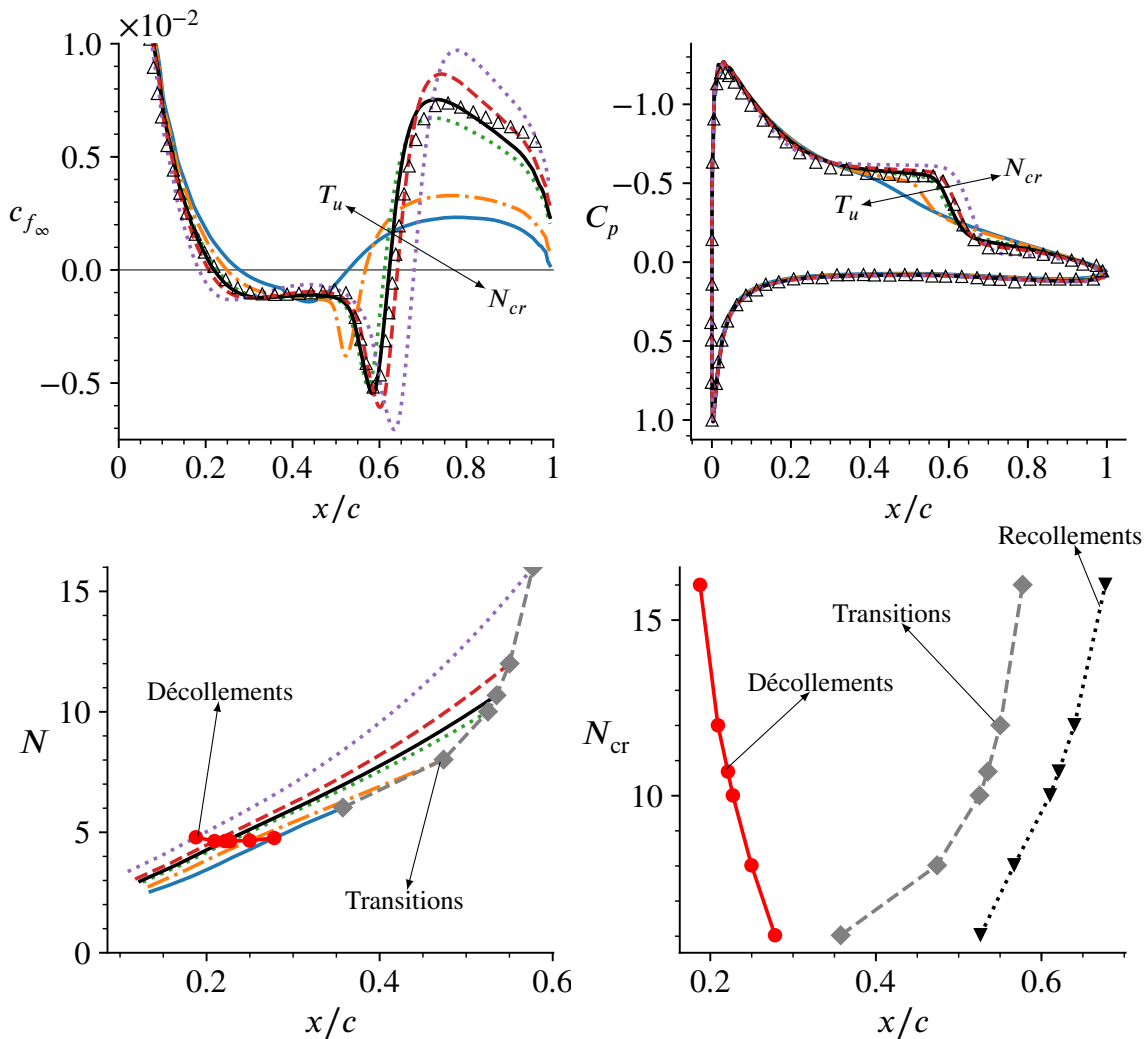 ×10⁻²
1.0
0.5
0.0
−0.5
c_{f∞}
T_u
N_cr
0 0.2 0.4 0.6 0.8 1
x/c
−1.0
−0.5
0.0
0.5
1.0
C_p
N_cr
T_u
0 0.2 0.4 0.6 0.8 1
x/c
15
10
5
0
N
Décollements
Transitions
0.2 0.4 0.6
x/c
Recollements
Transitions
Décollements
15
10
N_cr
0.2 0.4 0.6
x/c